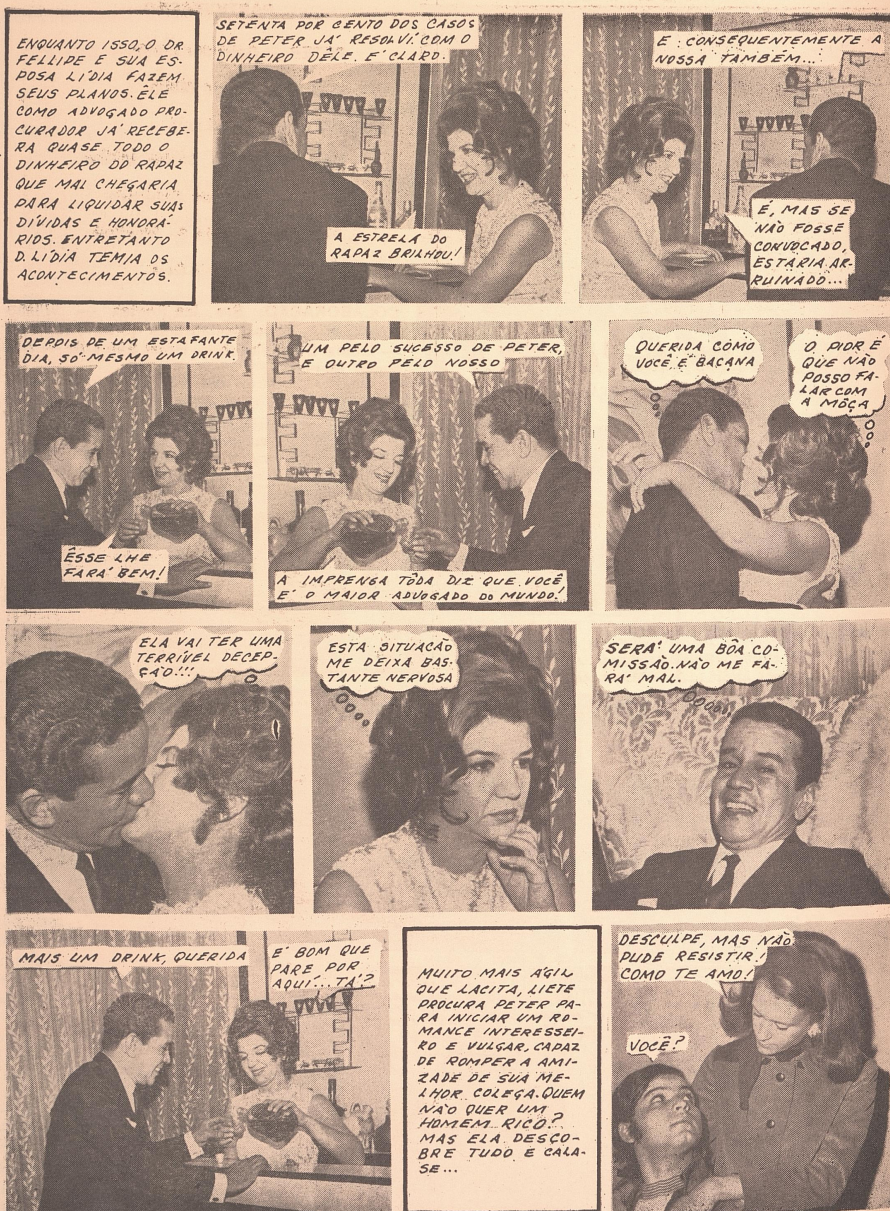 ENQUANTO ISSO, O DR
FELLIPE E SUA ES-
POSA LÍDIA FAZEM
SEUS PLANOS. ÊLE
COMO ADVOGADO PRO-
CURADOR JÁ RECEBE-
RA QUASE TODO O
DINHEIRO DO RAPAZ
QUE MAL CHEGARIA
PARA LIQUIDAR SUAS
DÍVIDAS E HONORÁ-
RIOS. ENTRETANTO
D. LÍDIA TEMIA OS
ACONTECIMENTOS.
SETENTA POR CENTO DOS CASOS
DE PETER JÁ RESOLVÍ. COM O
DINHEIRO DÊLE. E' CLARO.
A ESTRELA DO
RAPAZ BRILHOU!
E : CONSEQUENTEMENTE A
NOSSA TAMBÉM...
É, MAS SE
NÃO FOSSE
CONVOCADO,
ESTARIA AR-
RUINADO...
DEPOIS DE UM ESTAFANTE
DIA, SÓ MESMO UM DRINK.
ÊSSE LHE
FARÁ BEM!
UM PELO SUCESSO DE PETER,
E OUTRO PELO NOSSO
A IMPRENSA TÔDA DIZ QUE VOCÊ
E' O MAIOR ADVOGADO DO MUNDO!
QUERIDA CÔMO
VOCÊ E' BACANA
O PIOR É
QUE NÃO
POSSO FA-
LAR COM
A MÔÇA
ELA VAI TER UMA
TERRÍVEL DECEP-
ÇÃO!!!
ESTA SITUAÇÃO
ME DEIXA BAS-
TANTE NERVOSA
SERÁ UMA BÔA CO-
MISSÃO. NÃO ME FA-
RÁ MAL.
MAIS UM DRINK, QUERIDA
E' BOM QUE
PARE POR
AQUÍ... TÁ?
MUITO MAIS ÁGIL
QUE LACITA, LIETE
PROCURA PETER PA-
RA INICIAR UM RO-
MANCE INTERESSEI-
RO E VULGAR, CAPAZ
DE ROMPER A AMI-
ZADE DE SUA ME-
LHOR COLEGA. QUEM
NÃO QUER UM
HOMEM RICO?
MAS ELA DESCO-
BRE TUDO E CALA-
SE...
DESCULPE, MAS NÃO
PUDE RESISTIR!
COMO TE AMO!
VOCÊ?